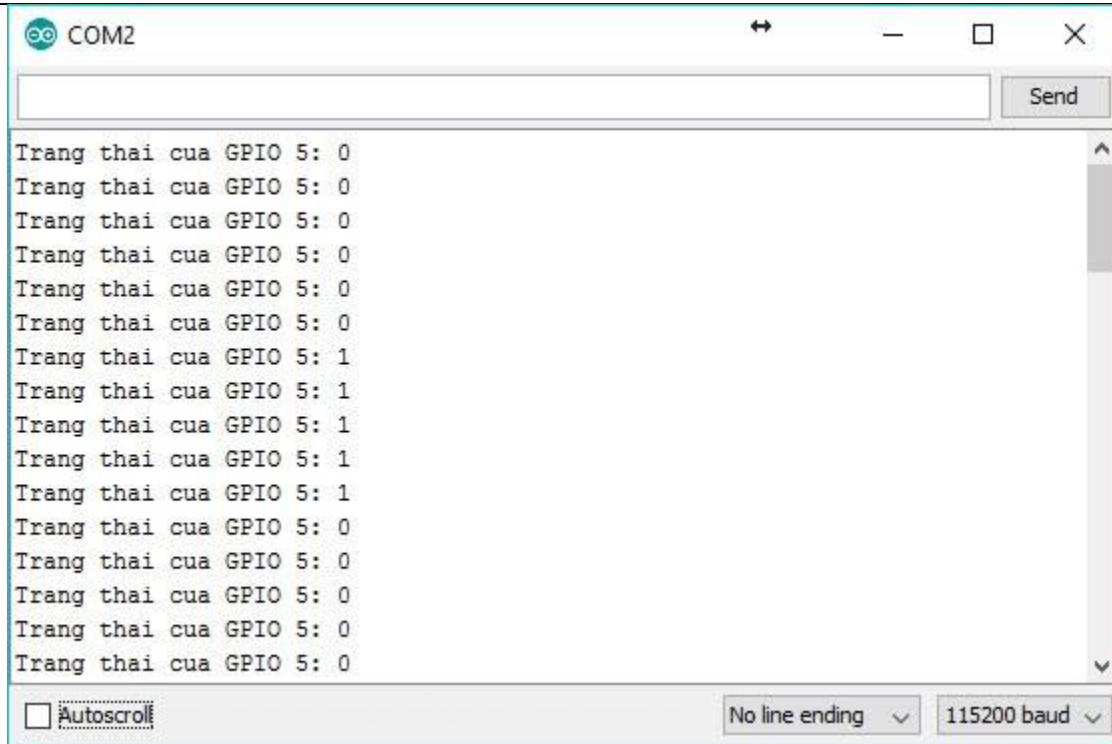 COM2
Send
Trang thai cua GPIO 5: 0
Trang thai cua GPIO 5: 0
Trang thai cua GPIO 5: 0
Trang thai cua GPIO 5: 0
Trang thai cua GPIO 5: 0
Trang thai cua GPIO 5: 0
Trang thai cua GPIO 5: 1
Trang thai cua GPIO 5: 1
Trang thai cua GPIO 5: 1
Trang thai cua GPIO 5: 1
Trang thai cua GPIO 5: 1
Trang thai cua GPIO 5: 0
Trang thai cua GPIO 5: 0
Trang thai cua GPIO 5: 0
Trang thai cua GPIO 5: 0
Trang thai cua GPIO 5: 0
Autoscroll No line ending 115200 baud